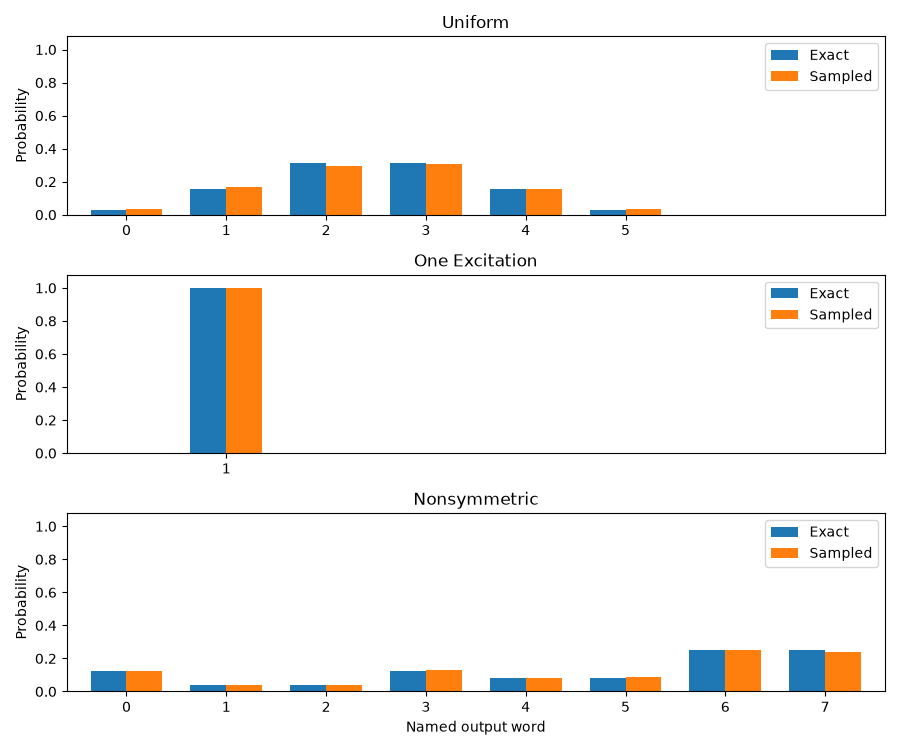 Uniform
Probability
1.0
0.8
0.6
0.4
0.2
0.0
Exact
Sampled
0 1 2 3 4 5
One Excitation
Probability
1.0
0.8
0.6
0.4
0.2
0.0
Exact
Sampled
1
Nonsymmetric
Probability
1.0
0.8
0.6
0.4
0.2
0.0
Exact
Sampled
0 1 2 3 4 5 6 7
Named output word